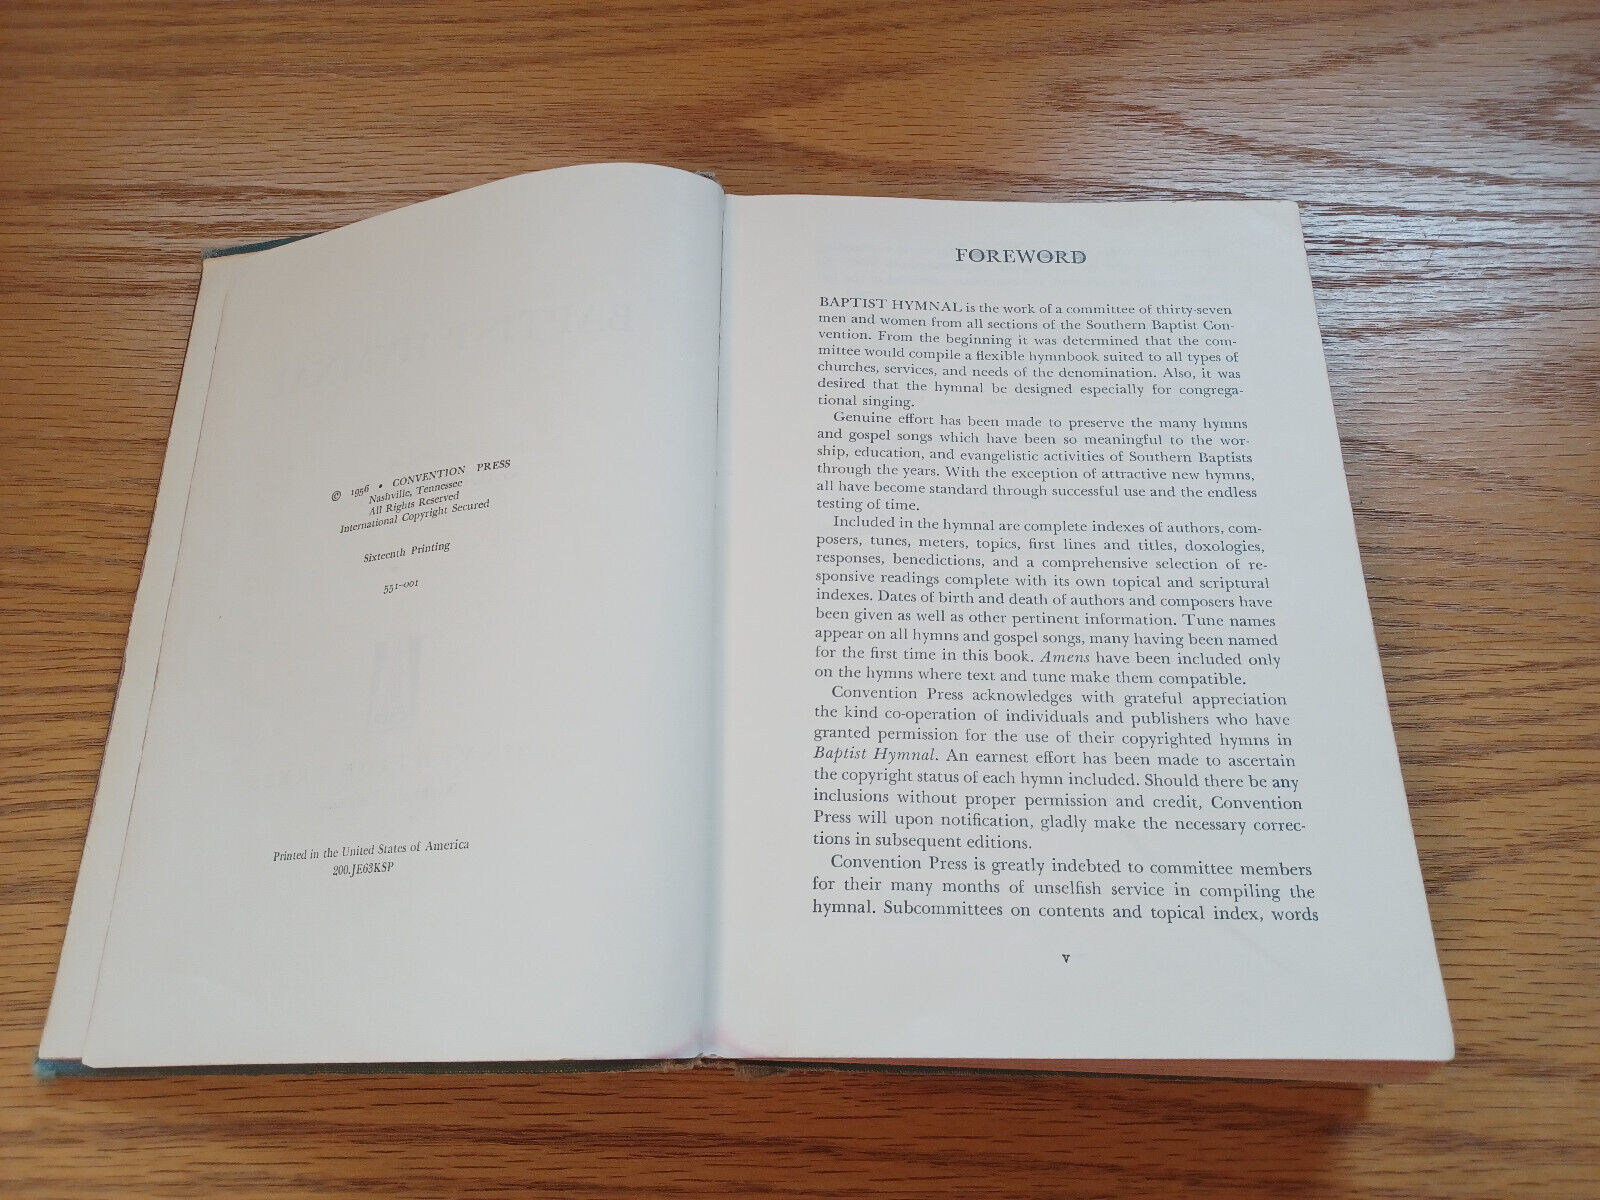 © 1956 • CONVENTION PRESS
Nashville, Tennessee
All Rights Reserved
International Copyright Secured
Sixteenth Printing
551-001
Printed in the United States of America
200.JE63KSP
FOREWORD
BAPTIST HYMNAL is the work of a committee of thirty-seven
men and women from all sections of the Southern Baptist Con-
vention. From the beginning it was determined that the com-
mittee would compile a flexible hymnbook suited to all types of
churches, services, and needs of the denomination. Also, it was
desired that the hymnal be designed especially for congrega-
tional singing.
Genuine effort has been made to preserve the many hymns
and gospel songs which have been so meaningful to the wor-
ship, education, and evangelistic activities of Southern Baptists
through the years. With the exception of attractive new hymns,
all have become standard through successful use and the endless
testing of time.
Included in the hymnal are complete indexes of authors, com-
posers, tunes, meters, topics, first lines and titles, doxologies,
responses, benedictions, and a comprehensive selection of re-
sponsive readings complete with its own topical and scriptural
indexes. Dates of birth and death of authors and composers have
been given as well as other pertinent information. Tune names
appear on all hymns and gospel songs, many having been named
for the first time in this book. Amens have been included only
on the hymns where text and tune make them compatible.
Convention Press acknowledges with grateful appreciation
the kind co-operation of individuals and publishers who have
granted permission for the use of their copyrighted hymns in
Baptist Hymnal. An earnest effort has been made to ascertain
the copyright status of each hymn included. Should there be any
inclusions without proper permission and credit, Convention
Press will upon notification, gladly make the necessary correc-
tions in subsequent editions.
Convention Press is greatly indebted to committee members
for their many months of unselfish service in compiling the
hymnal. Subcommittees on contents and topical index, words
v